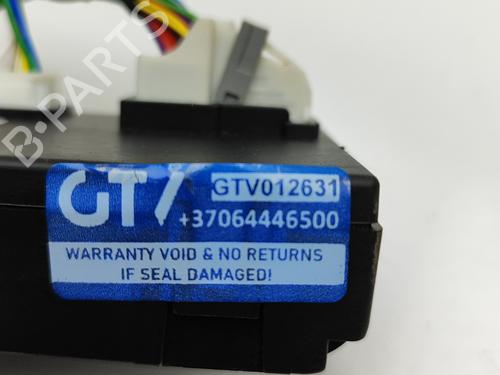 B-PARTS
GT/
GTV012631
+37064446500
WARRANTY VOID & NO RETURNS
IF SEAL DAMAGED!